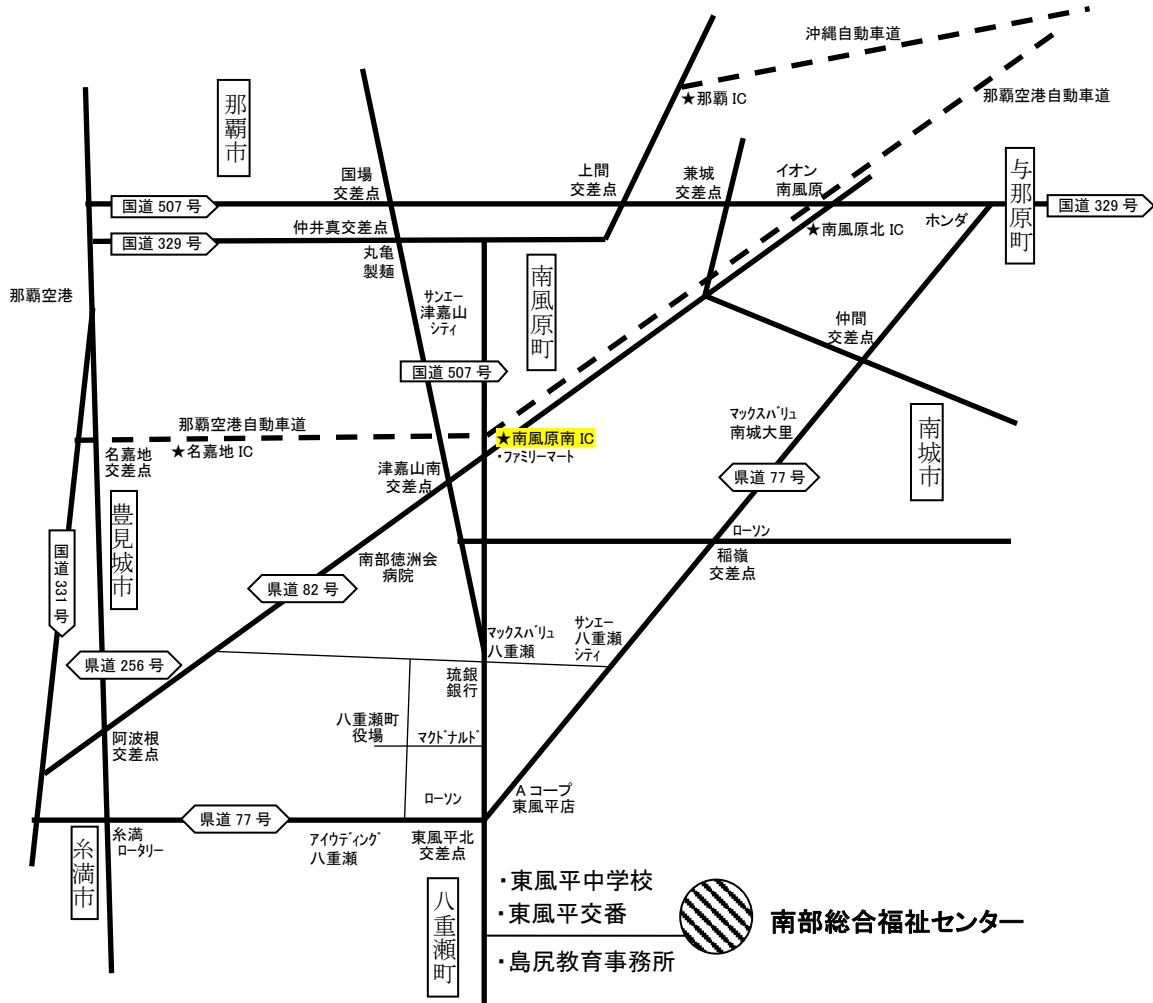 沖縄自動車道
★那覇 IC
那覇空港自動車道
那覇市
国場
交差点
上間
交差点
兼城
交差点
イオン
南風原
与那原町
国道 507 号
国道 329 号
国道 329 号
仲井真交差点
★南風原北 IC
ホンダ
丸亀
製麺
南風原町
那覇空港
サンエー
津嘉山
シティ
仲間
交差点
国道 507 号
マックスバリュ
南城大里
南城市
那覇空港自動車道
★名嘉地 IC
名嘉地
交差点
★南風原南 IC
・ファミリーマート
津嘉山南
交差点
県道 77 号
豊見城市
国道 331 号
ローソン
稲嶺
交差点
南部徳洲会
病院
県道 82 号
マックスバリュ
八重瀬
サンエー
八重瀬
シティ
県道 256 号
琉銀
銀行
八重瀬町
役場
マクドナルド
阿波根
交差点
Aコープ
東風平店
ローソン
県道 77 号
糸満
ロータリー
アイウディング
八重瀬
東風平北
交差点
糸満市
八重瀬町
・東風平中学校
・東風平交番
南部総合福祉センター
・島尻教育事務所